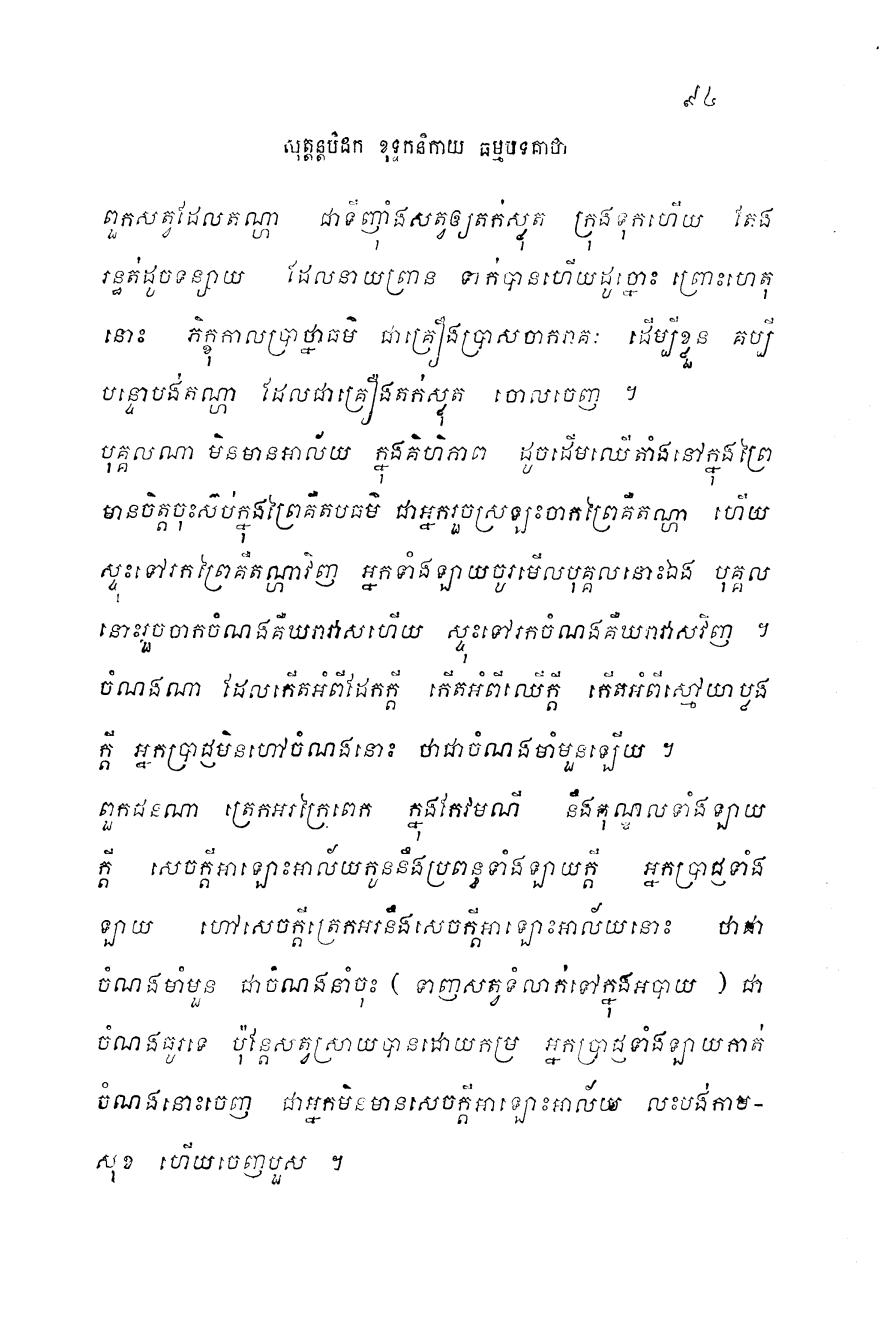 ៩៤
សុត្តន្តបិដក ខុទ្ទកនិកាយ ធម្មបទគាថា
ពួកសត្វដែលតណ្ហា ជាទីញ៉ាំងសត្វឲ្យតក់ស្លុត ក្រុងទុកហើយ តែង
រន្ធត់ដូចទន្សាយ ដែលនាយព្រាន ទាក់បានហើយដូច្នោះ ព្រោះហេតុ
នោះ ភិក្ខុកាលប្រាថ្នាធម៌ ជាគ្រឿងប្រាសចាករាគៈ ដើម្បីខ្លួន គប្បី
បន្ទោបង់តណ្ហា ដែលជាគ្រឿងតក់ស្លុត ចោលចេញ ។
បុគ្គលណា មិនមានអាល័យ ក្នុងគិហិភាព ដូចដើមឈើតាំងនៅក្នុងព្រៃ
មានចិត្តចុះស៊ប់ក្នុងព្រៃគឺតបធម៌ ជាអ្នករួចស្រឡះចាកព្រៃគឺតណ្ហា ហើយ
ស្ទុះទៅរកព្រៃគឺតណ្ហាវិញ អ្នកទាំងឡាយចូរមើលបុគ្គលនោះឯង បុគ្គល
នោះរួចចាកចំណងគឺឃរាវាសហើយ ស្ទុះទៅរកចំណងគឺឃរាវាសវិញ ។
ចំណងណា ដែលកើតអំពីដែកក្តី កើតអំពីឈើក្តី កើតអំពីស្មៅយាប្លង
ក្តី អ្នកប្រាជ្ញមិនហៅចំណងនោះ ថាជាចំណងមាំមួនឡើយ ។
ពួកជនណា ត្រេកអរក្រៃពេក ក្នុងកែវមណី នឹងកុណ្ឌលទាំងឡាយ
ក្តី សេចក្តីអាឡោះអាល័យកូននឹងប្រពន្ធទាំងឡាយក្តី អ្នកប្រាជ្ញទាំង
ឡាយ ហៅសេចក្តីត្រេកអរនឹងសេចក្តីអាឡោះអាល័យនោះ ថាជា
ចំណងមាំមួន ជាចំណងនាំចុះ ( ទាញសត្វទំលាក់ទៅក្នុងអបាយ ) ជា
ចំណងធូរទេ ប៉ុន្តែសត្វស្រាយបានដោយកម្រ អ្នកប្រាជ្ញទាំងឡាយកាត់
ចំណងនោះចេញ ជាអ្នកមិនមានសេចក្តីអាឡោះអាល័យ លះបង់កាម-
សុខ ហើយចេញបួស ។